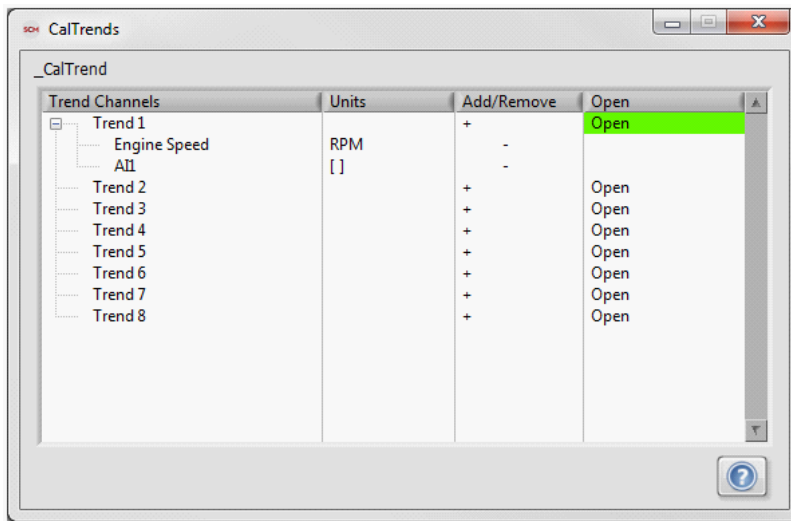 SCM CalTrends
_CalTrend
Trend Channels Units Add/Remove Open
Trend 1 + Open
Engine Speed RPM -
AI1 [ ] -
Trend 2 + Open
Trend 3 + Open
Trend 4 + Open
Trend 5 + Open
Trend 6 + Open
Trend 7 + Open
Trend 8 + Open